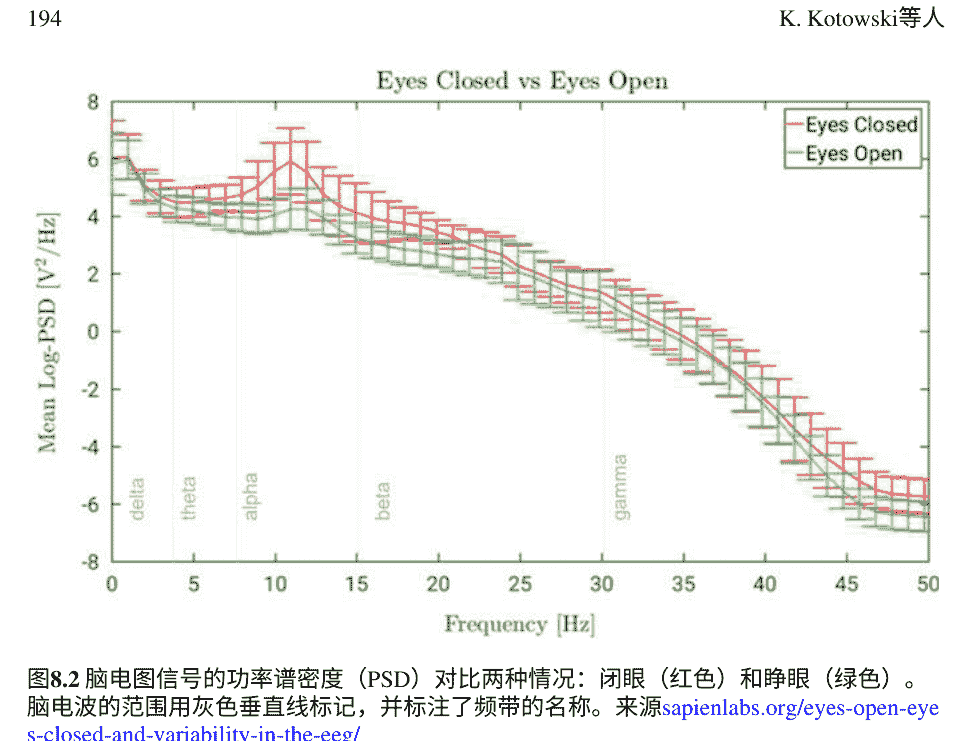 194
K. Kotowski等人
Eyes Closed vs Eyes Open
8
6
4
2
0
-2
-4
-6
-8
Mean Log-PSD [V²/Hz]
Eyes Closed
Eyes Open
delta
theta
alpha
beta
gamma
0 5 10 15 20 25 30 35 40 45 50
Frequency [Hz]
图8.2 脑电图信号的功率谱密度（PSD）对比两种情况：闭眼（红色）和睁眼（绿色）。
脑电波的范围用灰色垂直线标记，并标注了频带的名称。来源sapienlabs.org/eyes-open-eye
s-closed-and-variability-in-the-eeg/